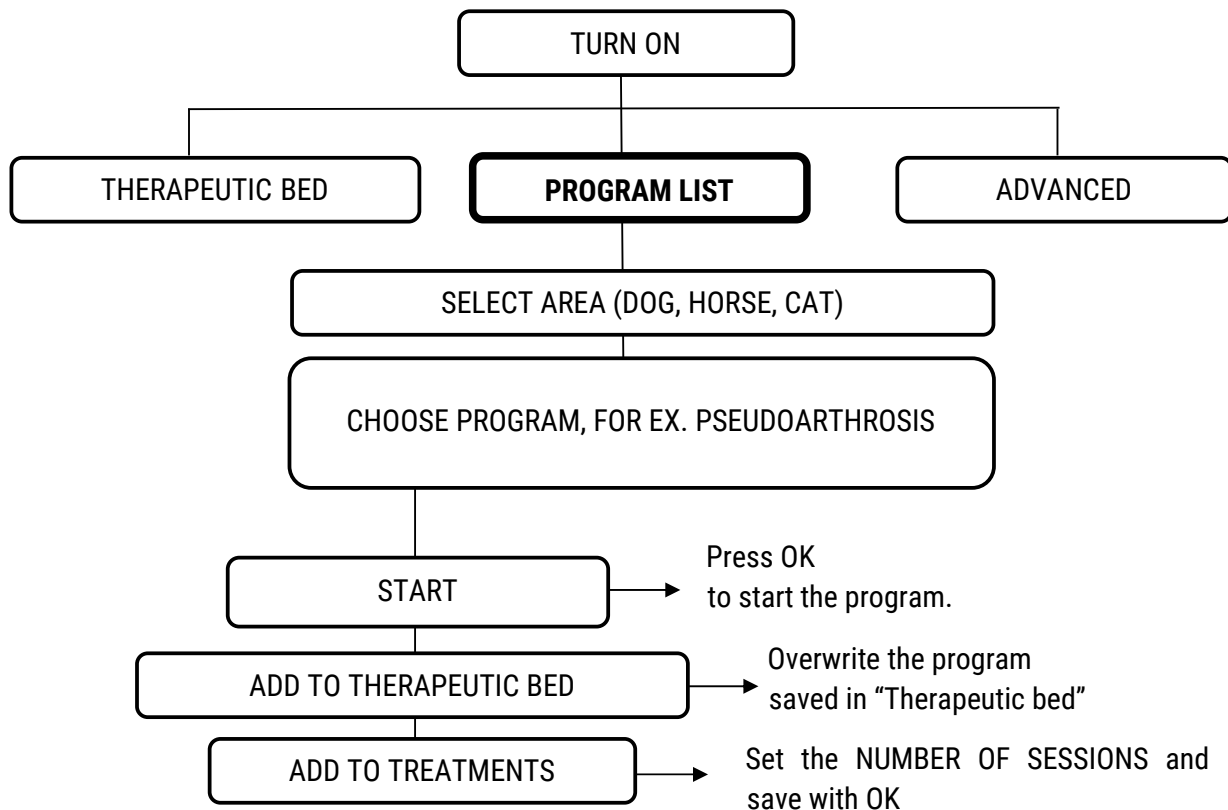 TURN ON
THERAPEUTIC BED
PROGRAM LIST
ADVANCED
SELECT AREA (DOG, HORSE, CAT)
CHOOSE PROGRAM, FOR EX. PSEUDOARTHROSIS
START
Press OK
to start the program.
ADD TO THERAPEUTIC BED
Overwrite the program
saved in “Therapeutic bed”
ADD TO TREATMENTS
Set the NUMBER OF SESSIONS and
save with OK